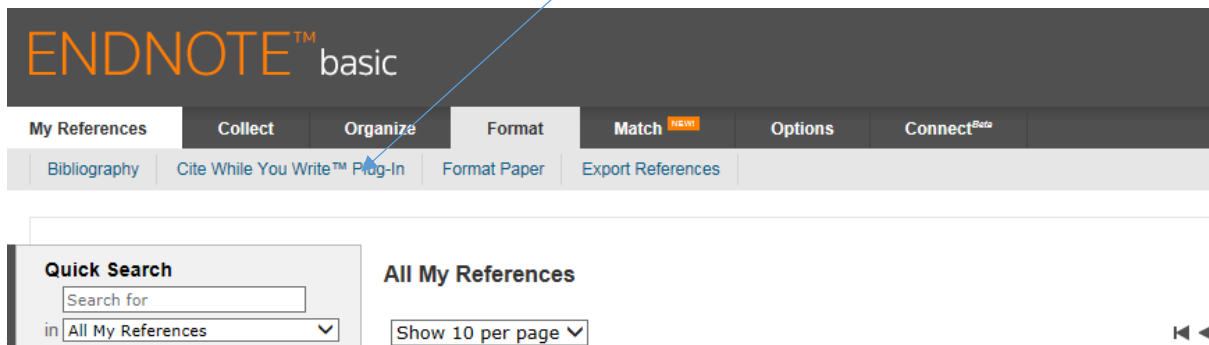 ENDNOTE™ basic
My References Collect Organize Format Match NEW! Options Connect Beta
Bibliography Cite While You Write™ Plug-In Format Paper Export References
Quick Search
All My References
Search for
in All My References
Show 10 per page